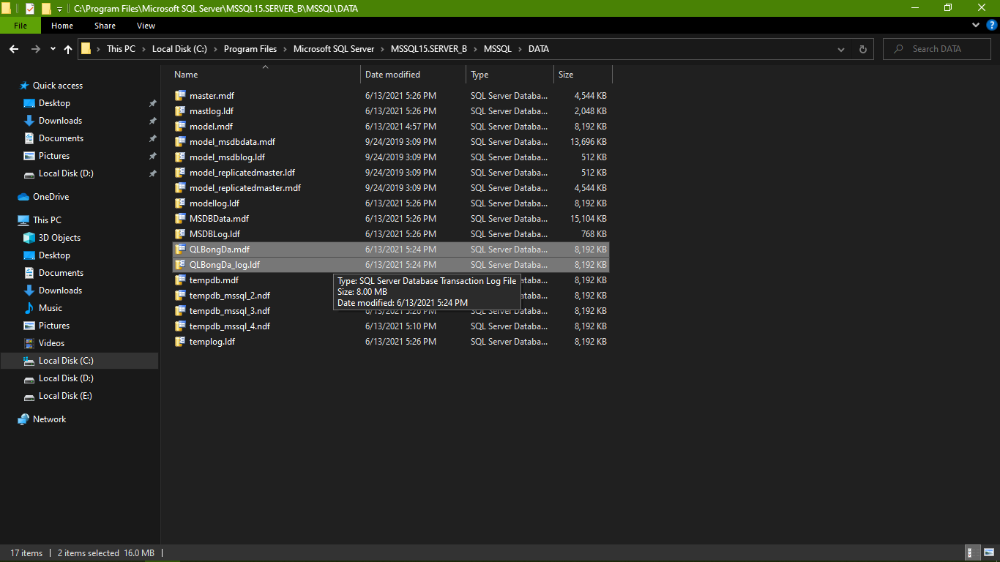 C:\Program Files\Microsoft SQL Server\MSSQL15.SERVER_B\MSSQL\DATA
File Home Share View
This PC Local Disk (C:) Program Files Microsoft SQL Server MSSQL15.SERVER_B MSSQL DATA Search DATA
Quick access
Desktop
Downloads
Documents
Pictures
Local Disk (D:)
OneDrive
This PC
3D Objects
Desktop
Documents
Downloads
Music
Pictures
Videos
Local Disk (C:)
Local Disk (D:)
Local Disk (E:)
Network
Name Date modified Type Size
master.mdf 6/13/2021 5:26 PM SQL Server Databa... 4,544 KB
mastlog.ldf 6/13/2021 5:26 PM SQL Server Databa... 2,048 KB
model.mdf 6/13/2021 4:57 PM SQL Server Databa... 8,192 KB
model_msdbdata.mdf 9/24/2019 3:09 PM SQL Server Databa... 13,696 KB
model_msdblog.ldf 9/24/2019 3:09 PM SQL Server Databa... 512 KB
model_replicatedmaster.ldf 9/24/2019 3:09 PM SQL Server Databa... 512 KB
model_replicatedmaster.mdf 9/24/2019 3:09 PM SQL Server Databa... 4,544 KB
modellog.ldf 6/13/2021 5:26 PM SQL Server Databa... 8,192 KB
MSDBData.mdf 6/13/2021 5:26 PM SQL Server Databa... 15,104 KB
MSDBLog.ldf 6/13/2021 5:26 PM SQL Server Databa... 768 KB
QLBongDa.mdf 6/13/2021 5:24 PM SQL Server Databa... 8,192 KB
QLBongDa_log.ldf 6/13/2021 5:24 PM SQL Server Databa... 8,192 KB
tempdb.mdf 8,192 KB
tempdb_mssql_2.ndf Databa... 8,192 KB
tempdb_mssql_3.ndf 6/13/2021 5:26 PM SQL Server Databa... 8,192 KB
tempdb_mssql_4.ndf 6/13/2021 5:10 PM SQL Server Databa... 8,192 KB
templog.ldf 6/13/2021 5:26 PM SQL Server Databa... 8,192 KB
Type: SQL Server Database Transaction Log File
Size: 8.00 MB
Date modified: 6/13/2021 5:24 PM
17 items 2 items selected 16.0 MB